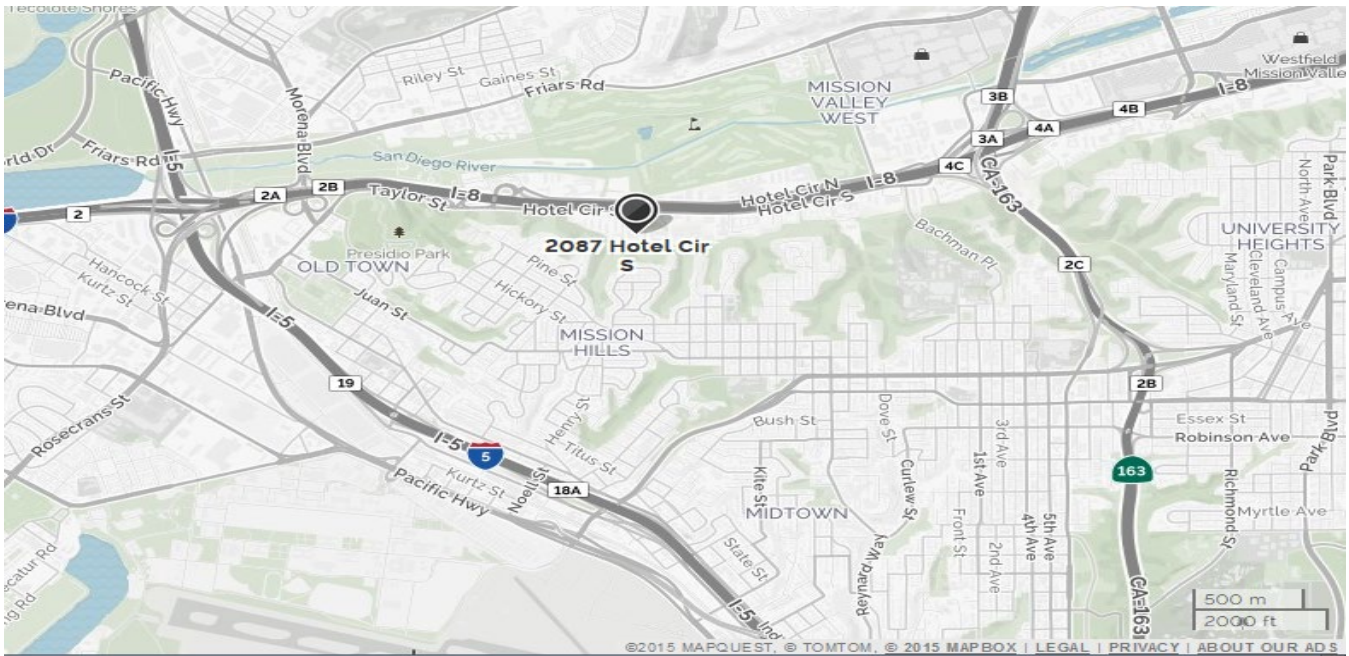 Tecolote Shores
Pacific Hwy
Morena Blvd
Riley St
Gaines St
Friars Rd
MISSION
VALLEY
WEST
Westfield
Mission Valle
I-8
4B
3B
4A
3A
4C
I-5
Friars Rd
orld Dr
San Diego River
2
2A
2B
Taylor St
I-8
Hotel Cir S
Hotel Cir N
Hotel Cir S
I-8
CA-163
2087 Hotel Cir
S
Presidio Park
OLD TOWN
Bachman Pl
2C
UNIVERSITY
HEIGHTS
North Ave
Park Blvd
Maryland St
Cleveland Ave
Campus Ave
Hancock St
Kurtz St
rena Blvd
I-5
Juan St
Pine St
Hickory St
MISSION
HILLS
19
2B
Rosecrans St
Henry St
Titus St
I-5
5
Bush St
Dove St
3rd Ave
Essex St
Robinson Ave
Park Blvd
Pacific Hwy
Kurtz St
Noell St
18A
Kite St
Curlew St
1st Ave
163
Richmond St
MIDTOWN
Front St
2nd Ave
4th Ave
5th Ave
Myrtle Ave
State St
Reynard Way
ecatur Rd
ng Rd
I-5
Ind
CA-163
500 m
2000 ft
©2015 MAPQUEST, © TOMTOM, © 2015 MAPBOX | LEGAL | PRIVACY | ABOUT OUR ADS